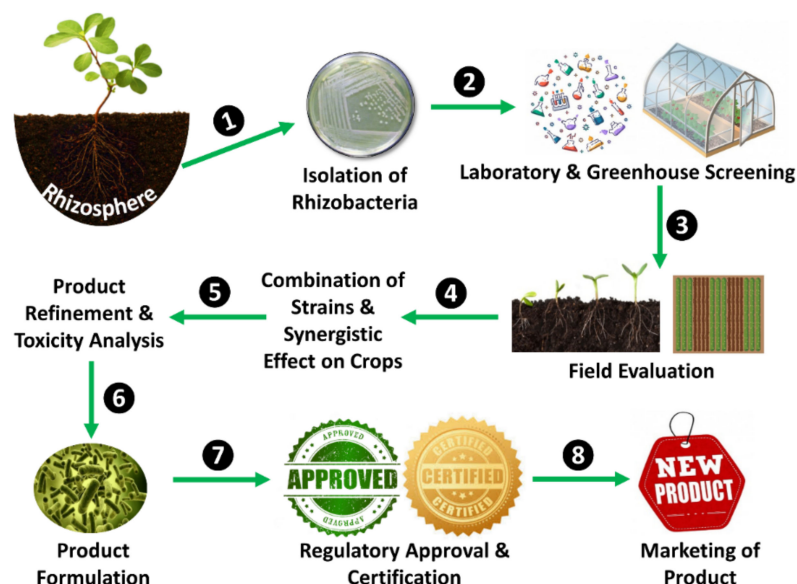 Rhizosphere
1
Isolation of
Rhizobacteria
2
Laboratory & Greenhouse Screening
3
Field Evaluation
4
Combination of
Strains &
Synergistic
Effect on Crops
5
Product
Refinement &
Toxicity Analysis
6
Product
Formulation
7
APPROVED
APPROVED
APPROVED
CERTIFIED
CERTIFIED
CERTIFIED
Regulatory Approval &
Certification
8
NEW
PRODUCT
Marketing of
Product